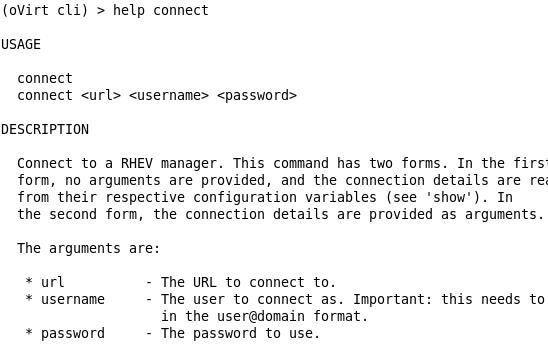 (oVirt cli) > help connect
USAGE
connect
connect <url> <username> <password>
DESCRIPTION
Connect to a RHEV manager. This command has two forms. In the first
form, no arguments are provided, and the connection details are
from their respective configuration variables (see 'show'). In
the second form, the connection details are provided as arguments.
The arguments are:
* url - The URL to connect to.
* username - The user to connect as. Important: this needs to
in the user@domain format.
* password - The password to use.